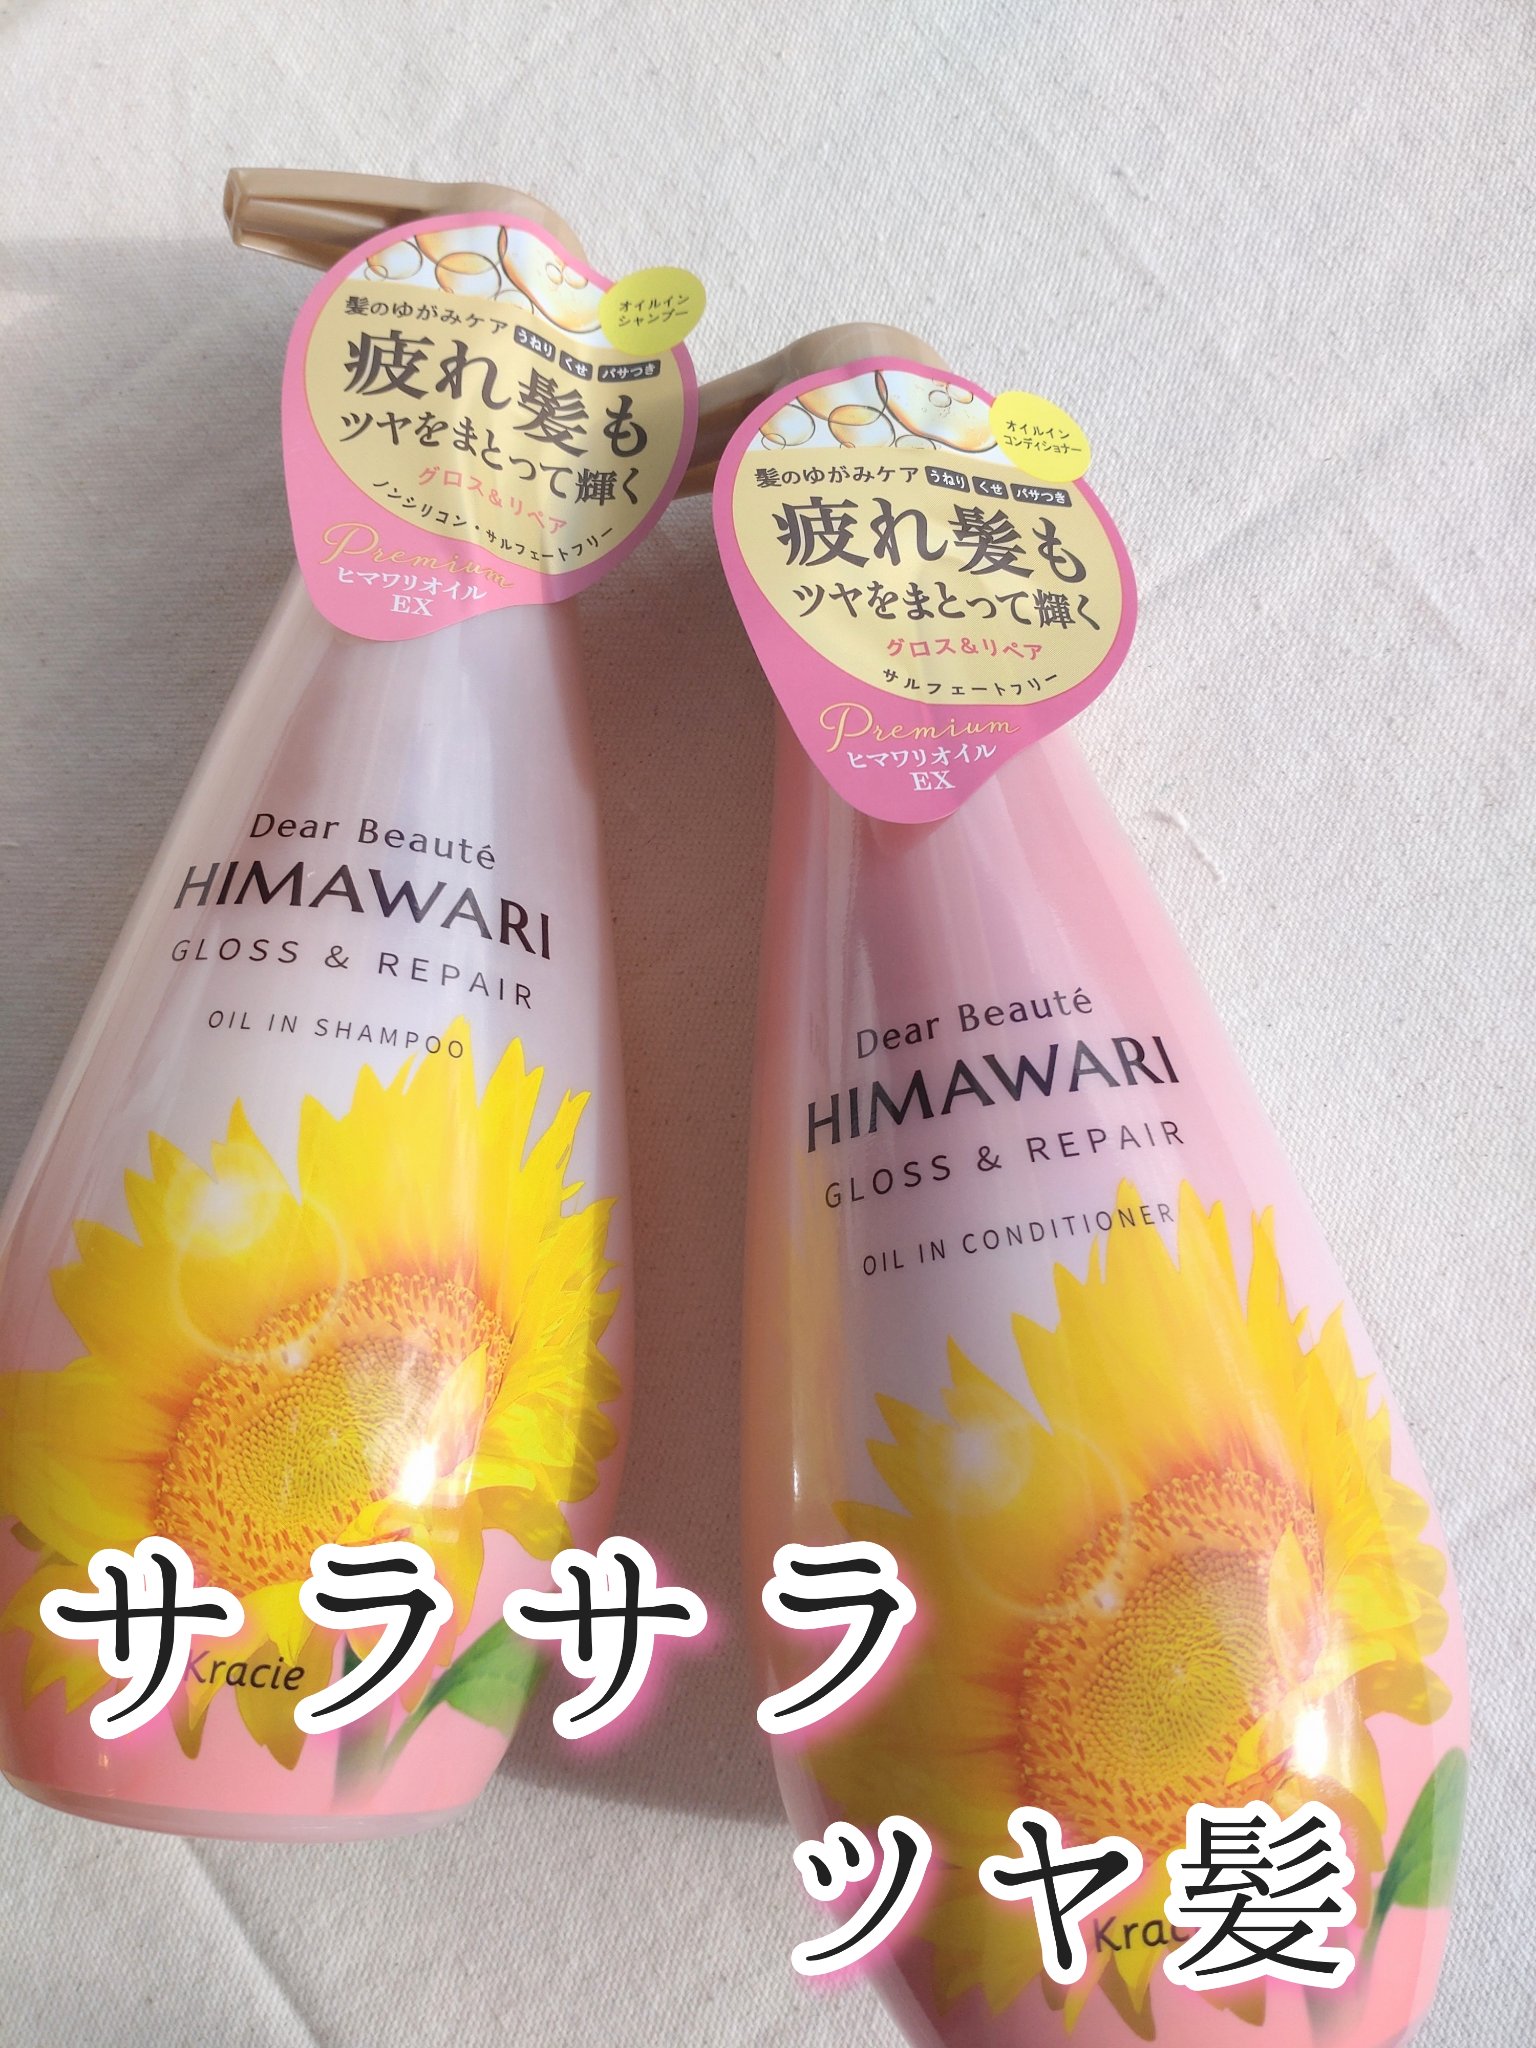 オイルイン
シャンプー
髪のゆがみケア うねり くせ パサつき
疲れ髪も
ツヤをまとって輝く
グロス&リペア
ノンシリコン・サルフェートフリー
Premium
ヒマワリオイル
EX
Dear Beauté
HIMAWARI
GLOSS & REPAIR
OIL IN SHAMPOO
Kracie
オイルイン
コンディショナー
髪のゆがみケア うねり くせ パサつき
疲れ髪も
ツヤをまとって輝く
グロス&リペア
サルフェートフリー
Premium
ヒマワリオイル
EX
Dear Beauté
HIMAWARI
GLOSS & REPAIR
OIL IN CONDITIONER
Krac
サラサラ
ツヤ髪